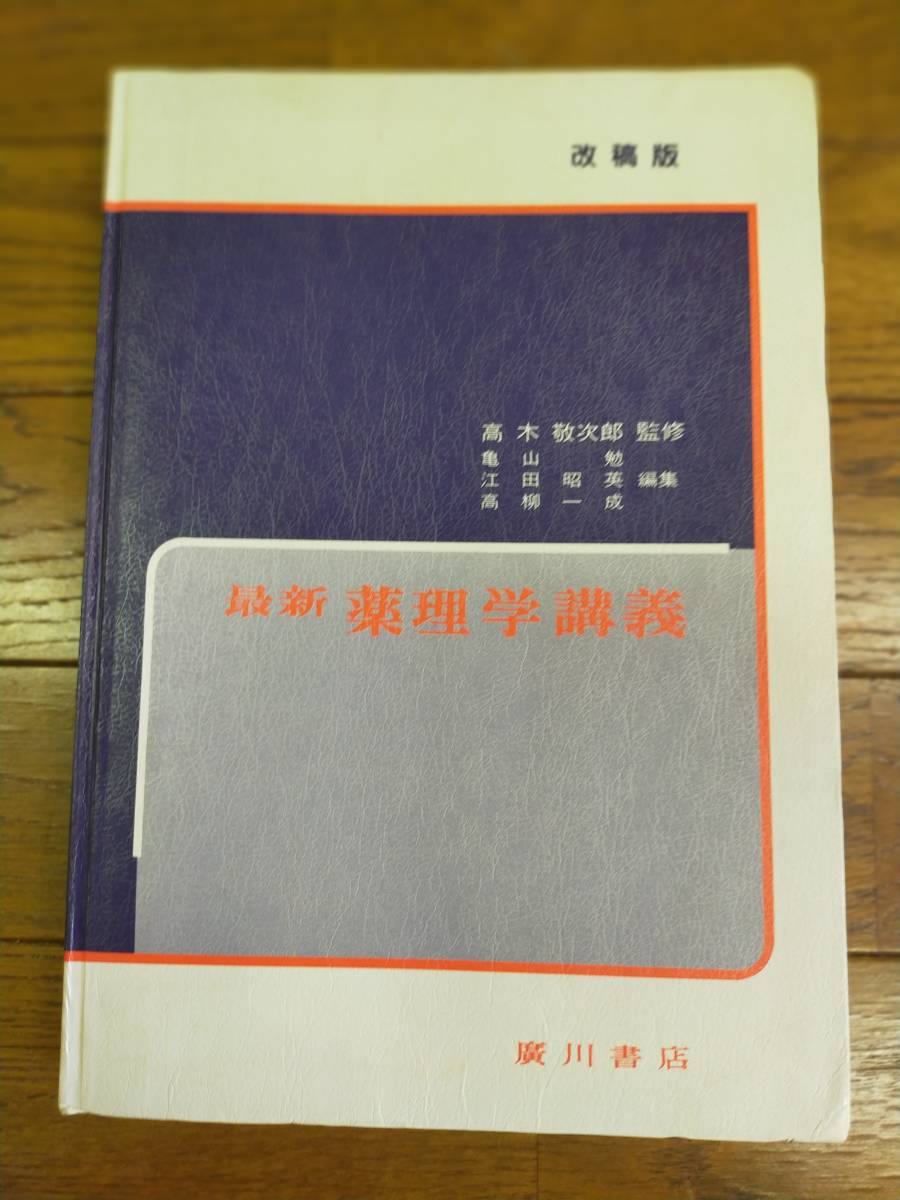 改稿版
高木敬次郎 監修
亀山勉
江田昭英 編集
高柳一成
最新 薬理学講義
廣川書店